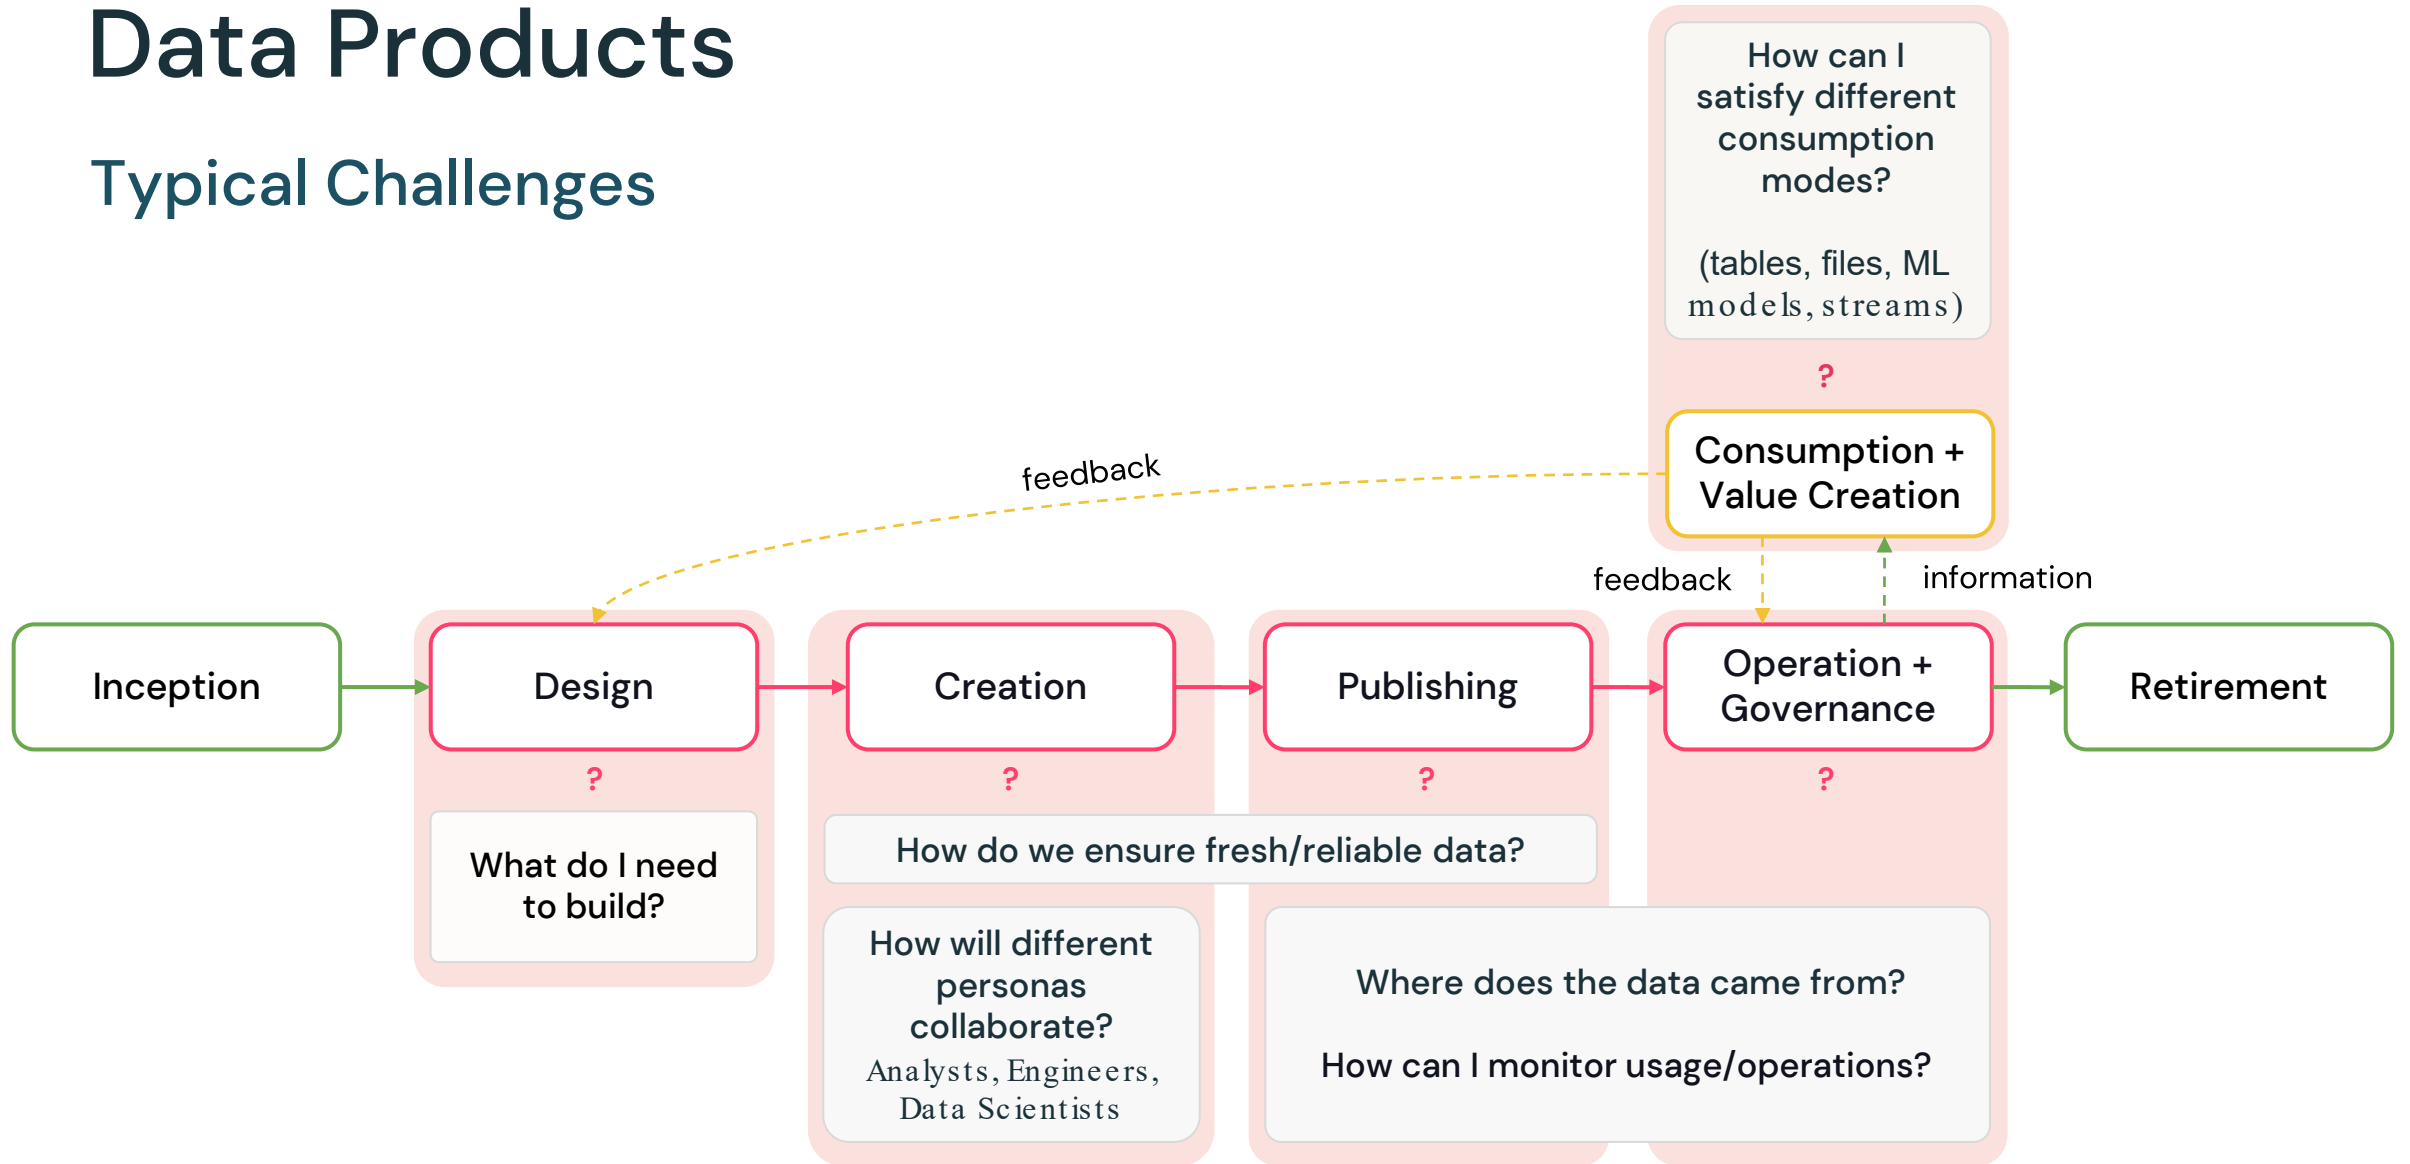 Data Products
Typical Challenges
How can I
satisfy different
consumption
modes?
(tables, files, ML
models, streams)
?
Consumption +
Value Creation
feedback
feedback
information
Inception
Design
Creation
Publishing
Operation +
Governance
Retirement
?
?
?
?
What do I need
to build?
How do we ensure fresh/reliable data?
How will different
personas
collaborate?
Analysts, Engineers,
Data Scientists
Where does the data came from?
How can I monitor usage/operations?